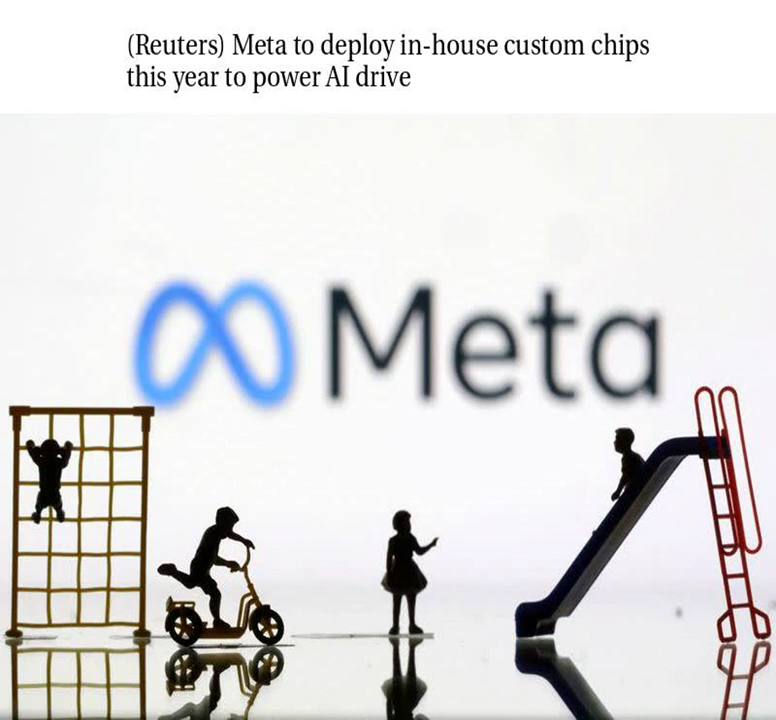 (Reuters) Meta to deploy in-house custom chips
this year to power AI drive
Meta